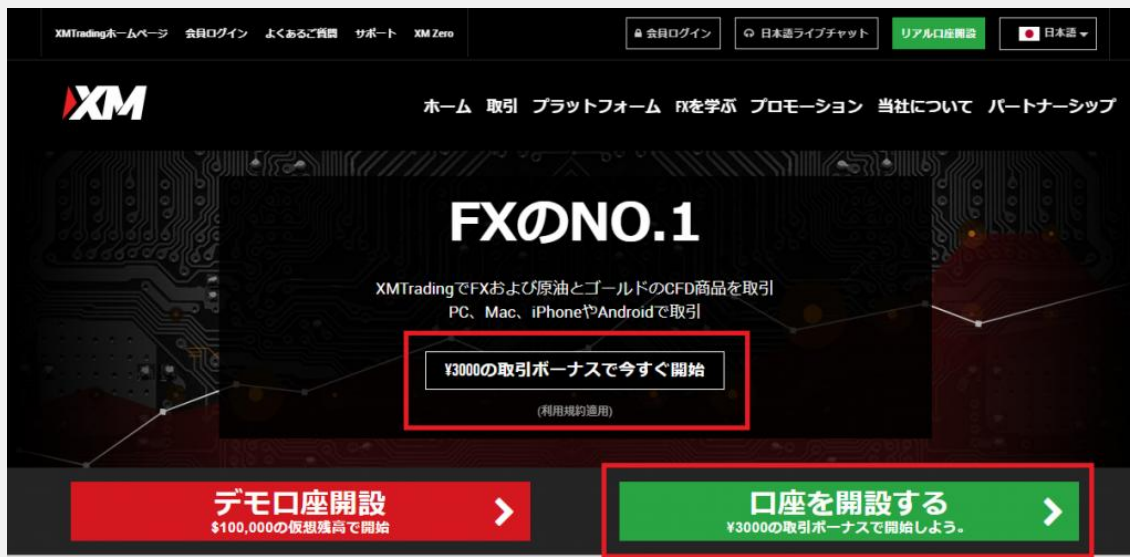 XMTradingホームページ 会員ログイン よくあるご質問 サポート XM Zero 会員ログイン 日本語ライブチャット リアル口座開設 日本語
XM ホーム 取引 プラットフォーム FXを学ぶ プロモーション 当社について パートナーシップ
FXのNO.1
XMTradingでFXおよび原油とゴールドのCFD商品を取引
PC、Mac、iPhoneやAndroidで取引
¥3000の取引ボーナスで今すぐ開始
(利用規約適用)
デモ口座開設
$100,000の仮想残高で開始
口座を開設する
¥3000の取引ボーナスで開始しよう。